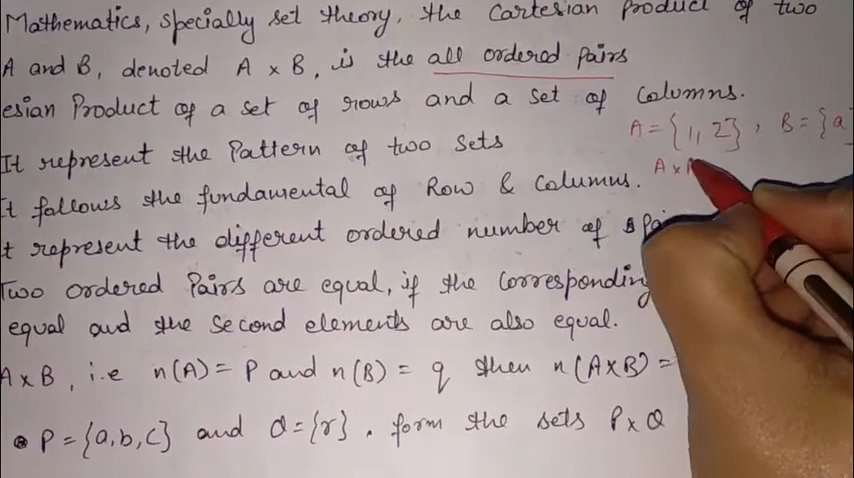 Mathematics, specially set theory, the Cartesian Product of two
A and B, denoted A × B, is the all ordered pairs
esian Product of a set of rows and a set of Columns.
A = {1, 2}, B = {a
It represent the Pattern of two sets
A ×
It follows the fundamental of Row & Columns.
t represent the different ordered number of
Two ordered Pairs are equal, if the Corresponding
equal and the Second elements are also equal.
A × B, i.e n(A) = P and n(B) = q then n(A×B) =
P = {a,b,c} and Q = {r}. form the sets P × Q